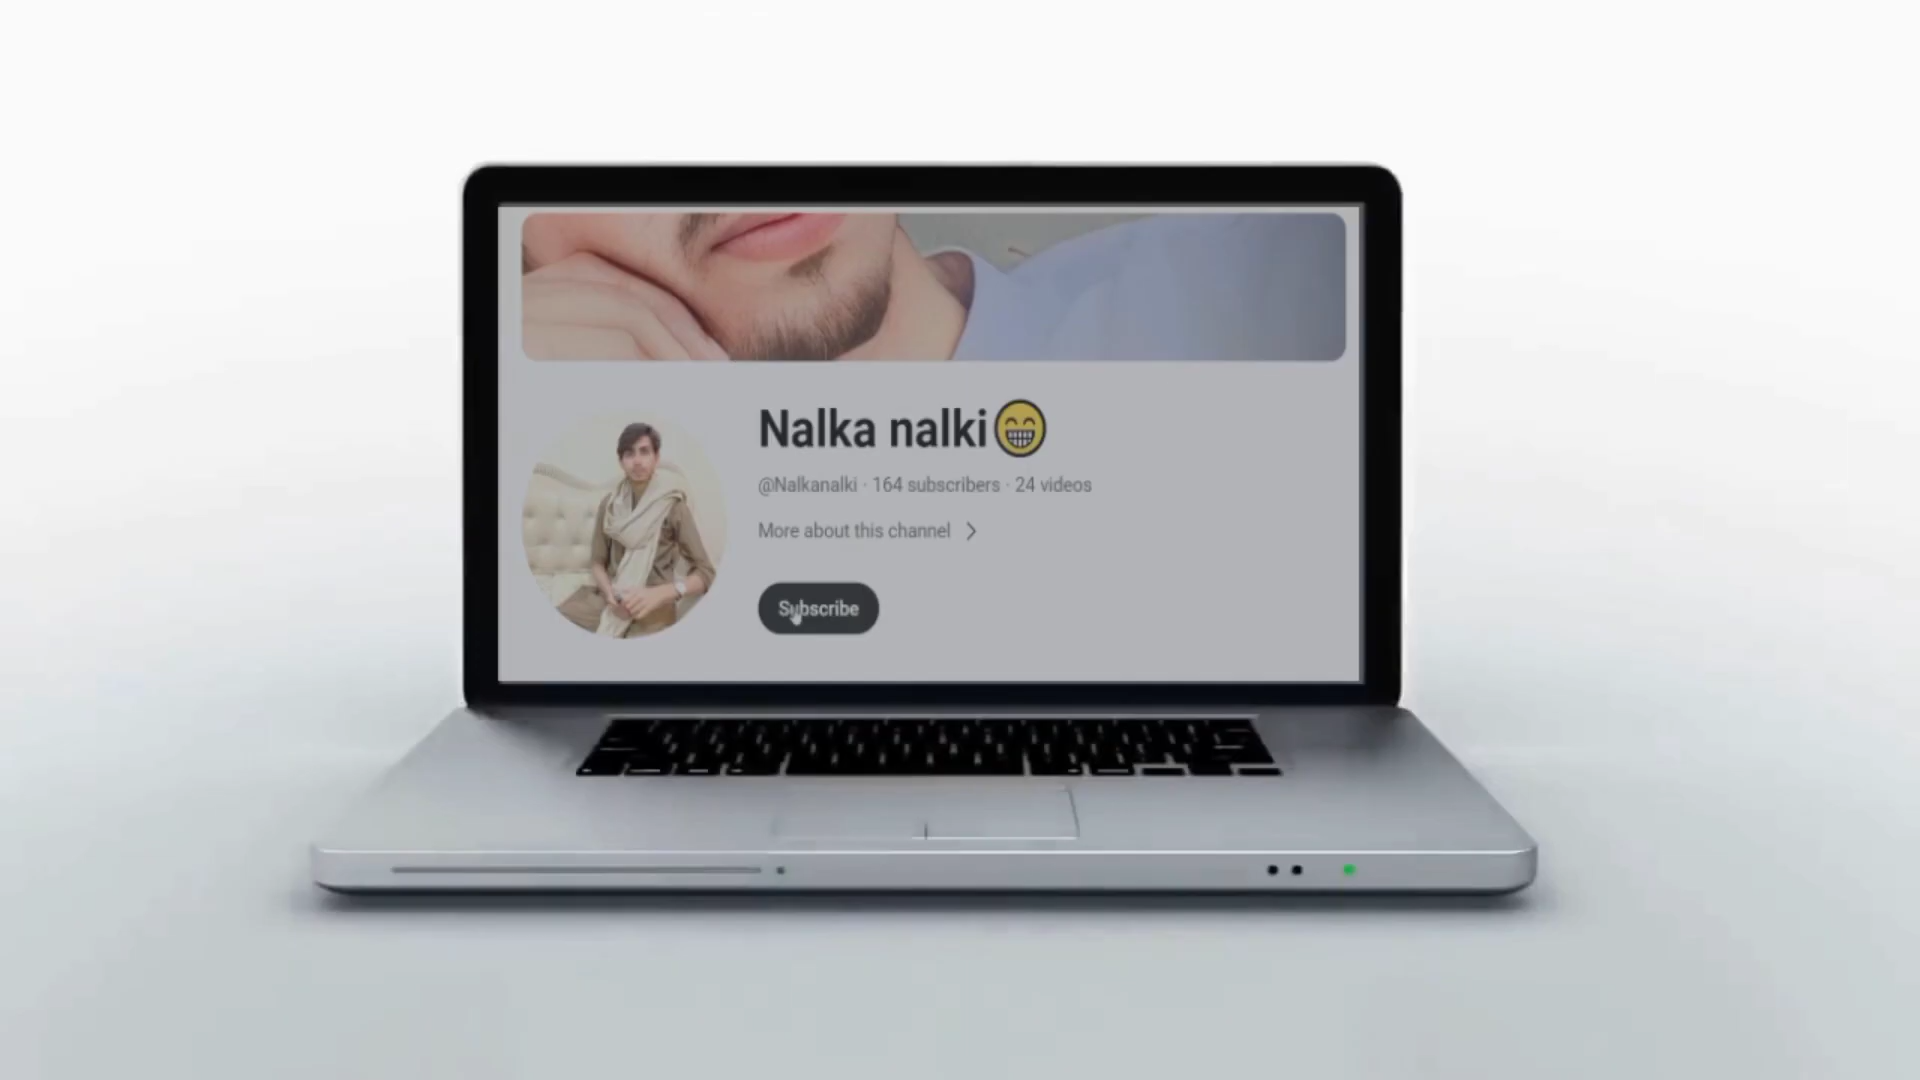 Nalka nalki😁
@Nalkanalki · 164 subscribers · 24 videos
More about this channel
Subscribe